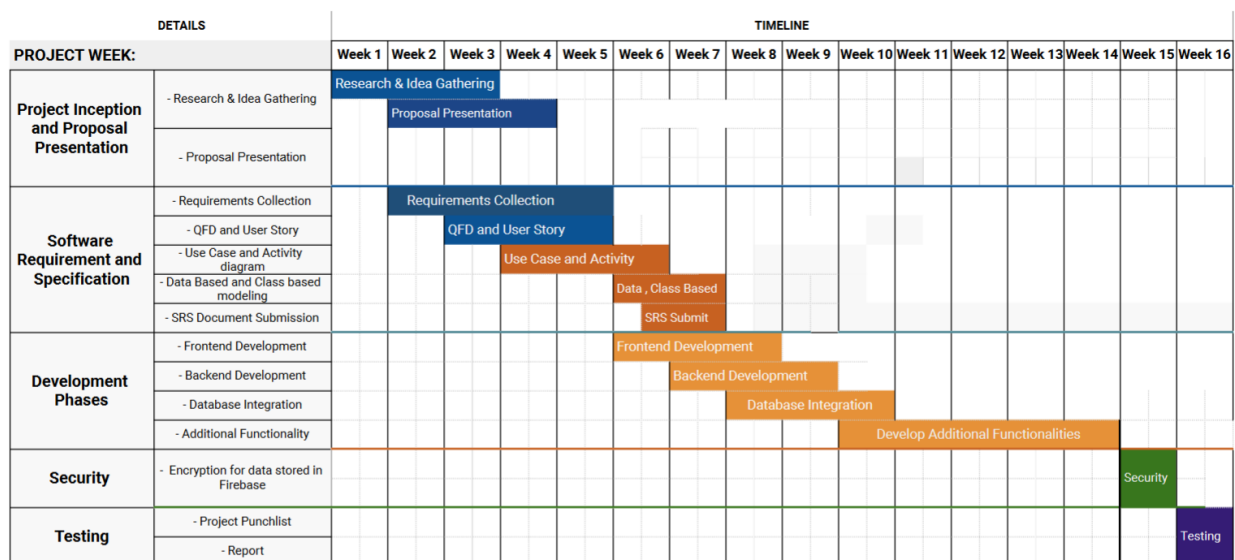 DETAILS
TIMELINE
PROJECT WEEK:
Week 1
Week 2
Week 3
Week 4
Week 5
Week 6
Week 7
Week 8
Week 9
Week 10
Week 11
Week 12
Week 13
Week 14
Week 15
Week 16
Project Inception
and Proposal
Presentation
- Research & Idea Gathering
Research & Idea Gathering
Proposal Presentation
- Proposal Presentation
Software
Requirement and
Specification
- Requirements Collection
Requirements Collection
- QFD and User Story
QFD and User Story
- Use Case and Activity
diagram
Use Case and Activity
- Data Based and Class based
modeling
Data , Class Based
- SRS Document Submission
SRS Submit
Development
Phases
- Frontend Development
Frontend Development
- Backend Development
Backend Development
- Database Integration
Database Integration
- Additional Functionality
Develop Additional Functionalities
Security
- Encryption for data stored in
Firebase
Security
Testing
- Project Punchlist
- Report
Testing